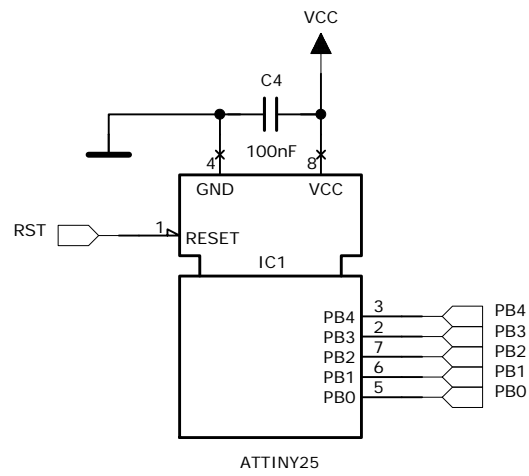 VCC
C4
100nF
4 8
GND VCC
RST 1 RESET
IC1
PB4 3 PB4
PB3 2 PB3
PB2 7 PB2
PB1 6 PB1
PB0 5 PB0
ATTINY25